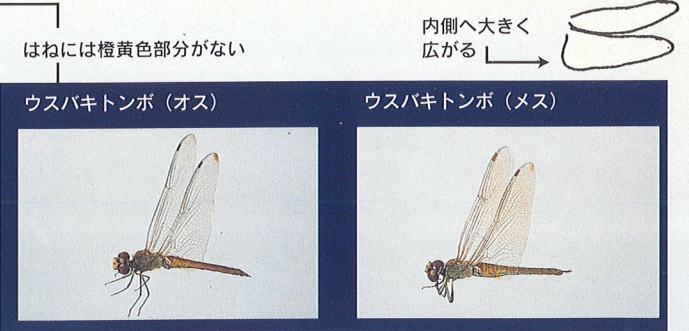 はねには橙黄色部分がない
内側へ大きく
広がる
ウスバキトンボ（オス）
ウスバキトンボ（メス）